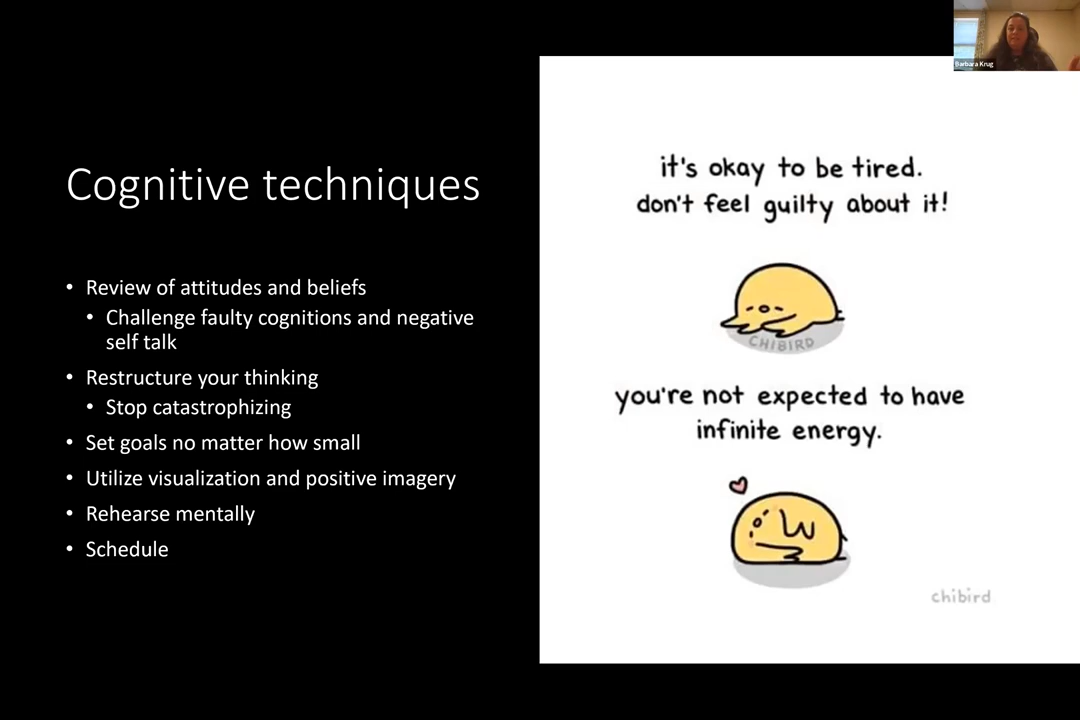 Cognitive techniques
• Review of attitudes and beliefs
• Challenge faulty cognitions and negative
self talk
• Restructure your thinking
• Stop catastrophizing
• Set goals no matter how small
• Utilize visualization and positive imagery
• Rehearse mentally
• Schedule
Barbara Krug
it's okay to be tired.
don't feel guilty about it!
CHIBIRD
you're not expected to have
infinite energy.
chibird